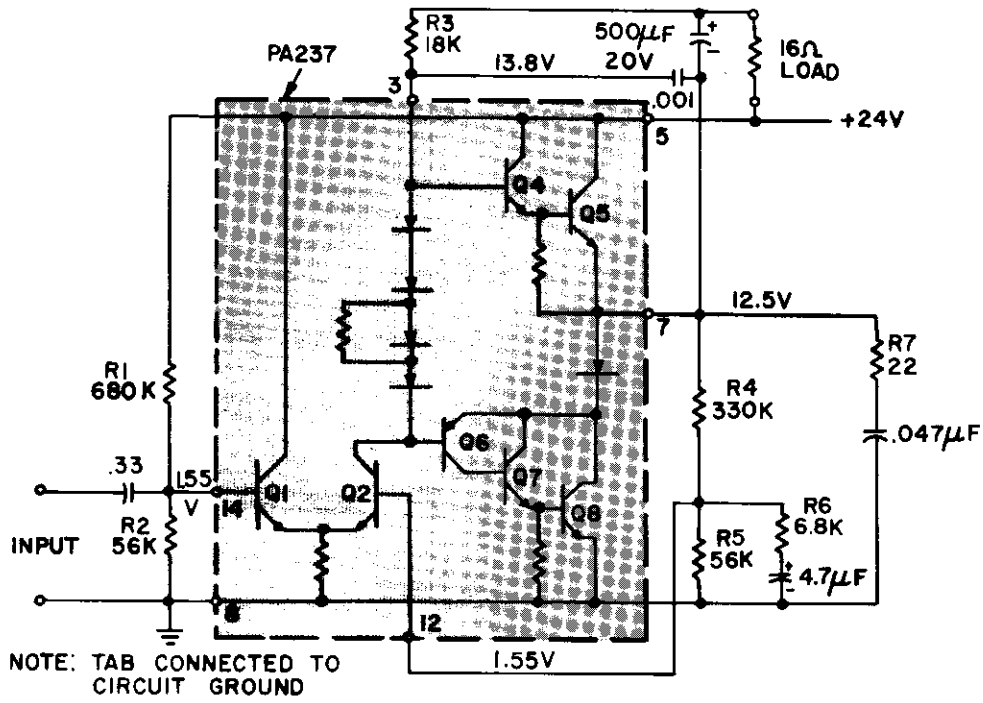 R3
18K
500µF
20V
+
-
16Ω
LOAD
PA237
13.8V
3
.001
5
+24V
Q4
Q5
12.5V
7
R7
22
R1
680K
R4
330K
.047µF
Q6
Q7
.33
1.55
V
14
Q1
Q2
Q8
R6
6.8K
INPUT
R2
56K
R5
56K
+
-
4.7µF
8
12
1.55V
NOTE: TAB CONNECTED TO
CIRCUIT GROUND